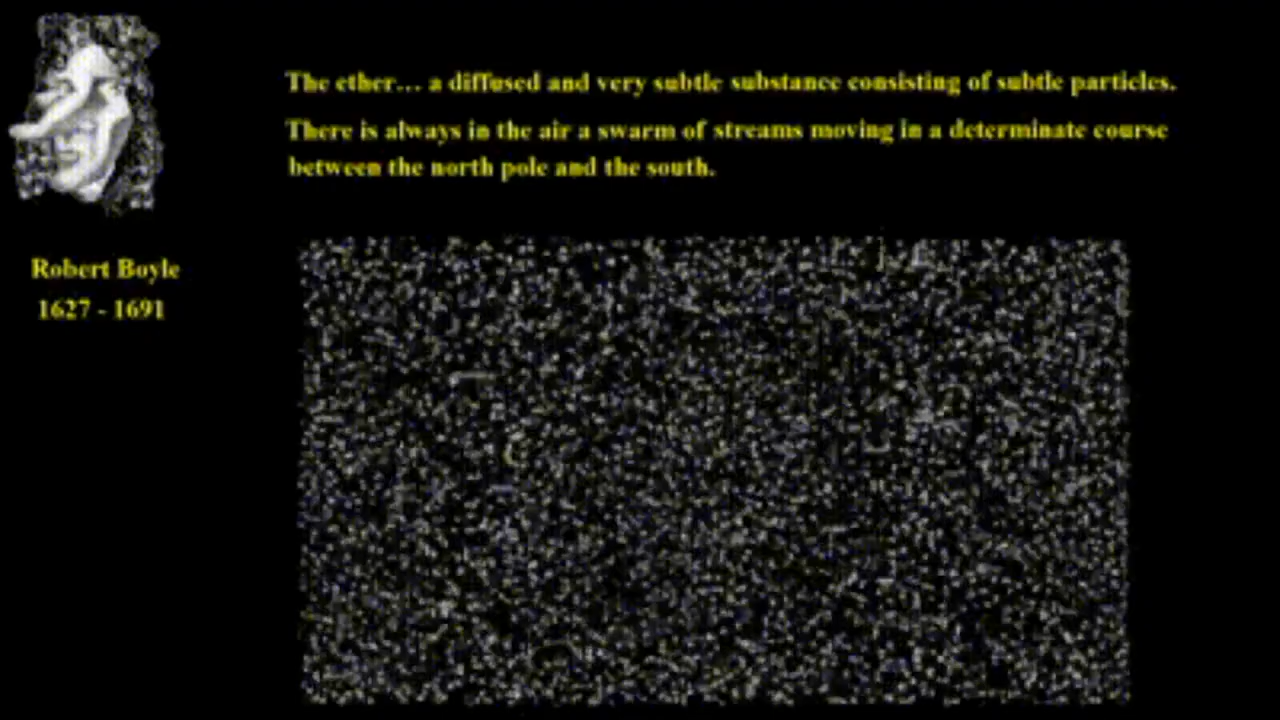 The ether... a diffused and very subtle substance consisting of subtle particles.
There is always in the air a swarm of streams moving in a determinate course
between the north pole and the south.
Robert Boyle
1627 - 1691